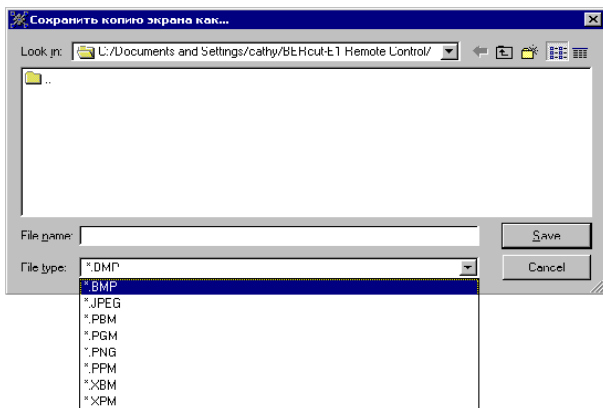 Сохранить копию экрана как...
Look in: C:/Documents and Settings/cathy/BERcut-E1 Remote Control/
..
File name:
Save
File type: *.BMP
Cancel
*.BMP
*.JPEG
*.PBM
*.PGM
*.PNG
*.PPM
*.XBM
*.XPM